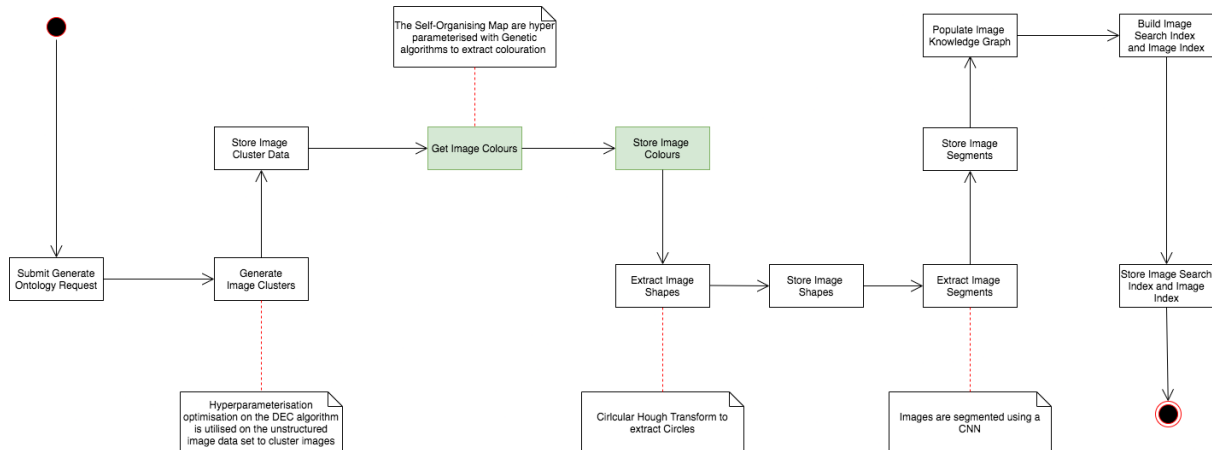 The Self-Organising Map are hyper
parameterised with Genetic
algorithms to extract colouration
Populate Image
Knowledge Graph
Build Image
Search Index
and Image Index
Store Image
Cluster Data
Get Image Colours
Store Image
Colours
Store Image
Segments
Submit Generate
Ontology Request
Generate
Image Clusters
Extract Image
Shapes
Store Image
Shapes
Extract Image
Segments
Store Image Search
Index and Image
Index
Hyperparameterisation
optimisation on the DEC algorithm
is utilised on the unstructured
image data set to cluster images
Cirlcular Hough Transform to
extract Circles
Images are segmented using a
CNN